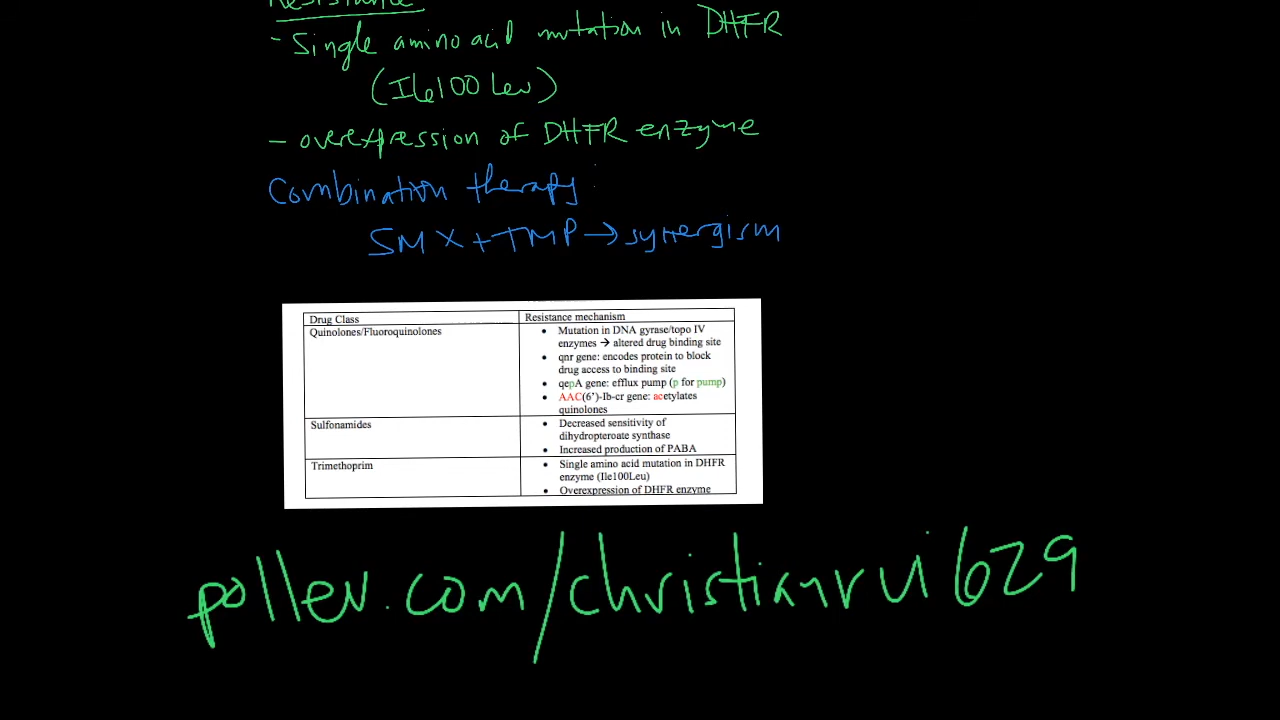 Resistance
- Single amino acid mutation in DHFR
(Ile100Leu)
- overexpression of DHFR enzyme
Combination therapy:
SMX + TMP → synergism
Drug Class
Resistance mechanism
Quinolones/Fluoroquinolones
• Mutation in DNA gyrase/topo IV
enzymes → altered drug binding site
• qnr gene: encodes protein to block
drug access to binding site
• qepA gene: efflux pump (p for pump)
• AAC(6')-Ib-cr gene: acetylates
quinolones
Sulfonamides
• Decreased sensitivity of
dihydropteroate synthase
• Increased production of PABA
Trimethoprim
• Single amino acid mutation in DHFR
enzyme (Ile100Leu)
• Overexpression of DHFR enzyme
pollev.com/christianrui629